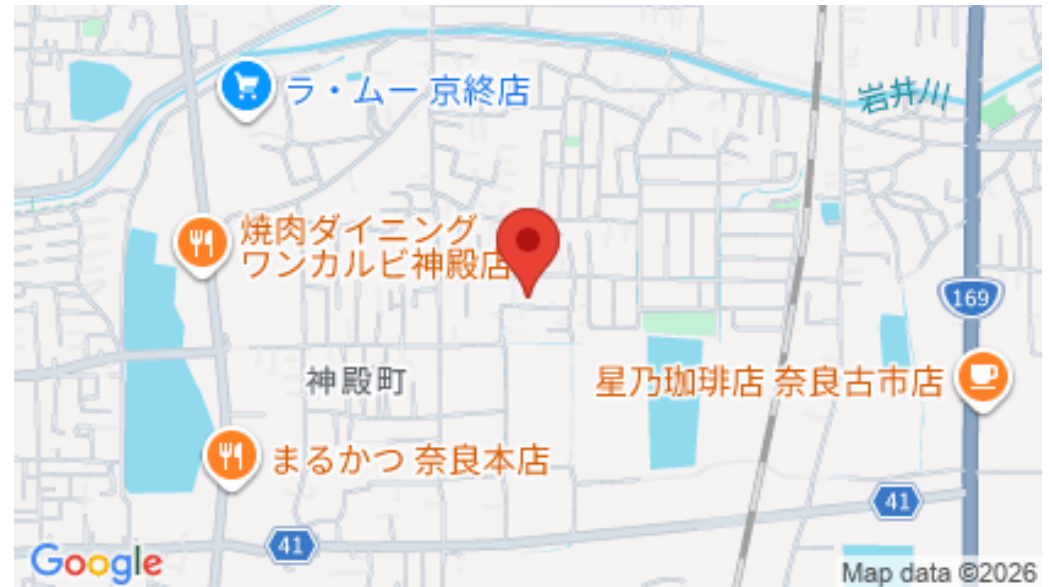 ラ・ムー 京終店
岩井川
焼肉ダイニング
ワンカルビ神殿店
169
神殿町
星乃珈琲店 奈良古市店
まるかつ 奈良本店
41
41
Google
Map data ©2026